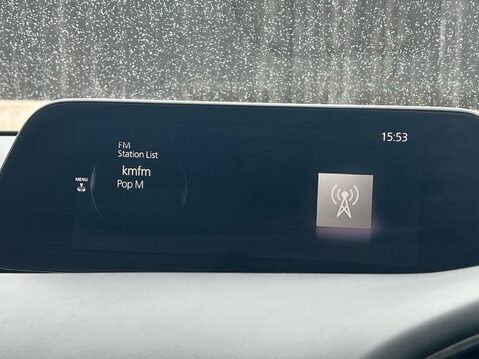 FM
Station List
kmfm
Pop M
MENU
15:53